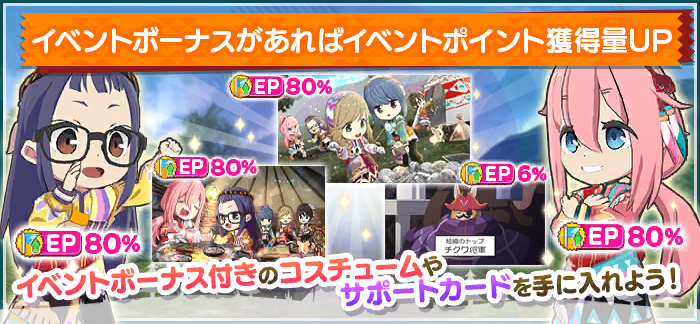 イベントボーナスがあればイベントポイント獲得量UP
EP 80%
EP 80%
EP 6%
組織のトップ
チクワ将軍
EP 80%
EP 80%
イベントボーナス付きのコスチュームや
サポートカードを手に入れよう!